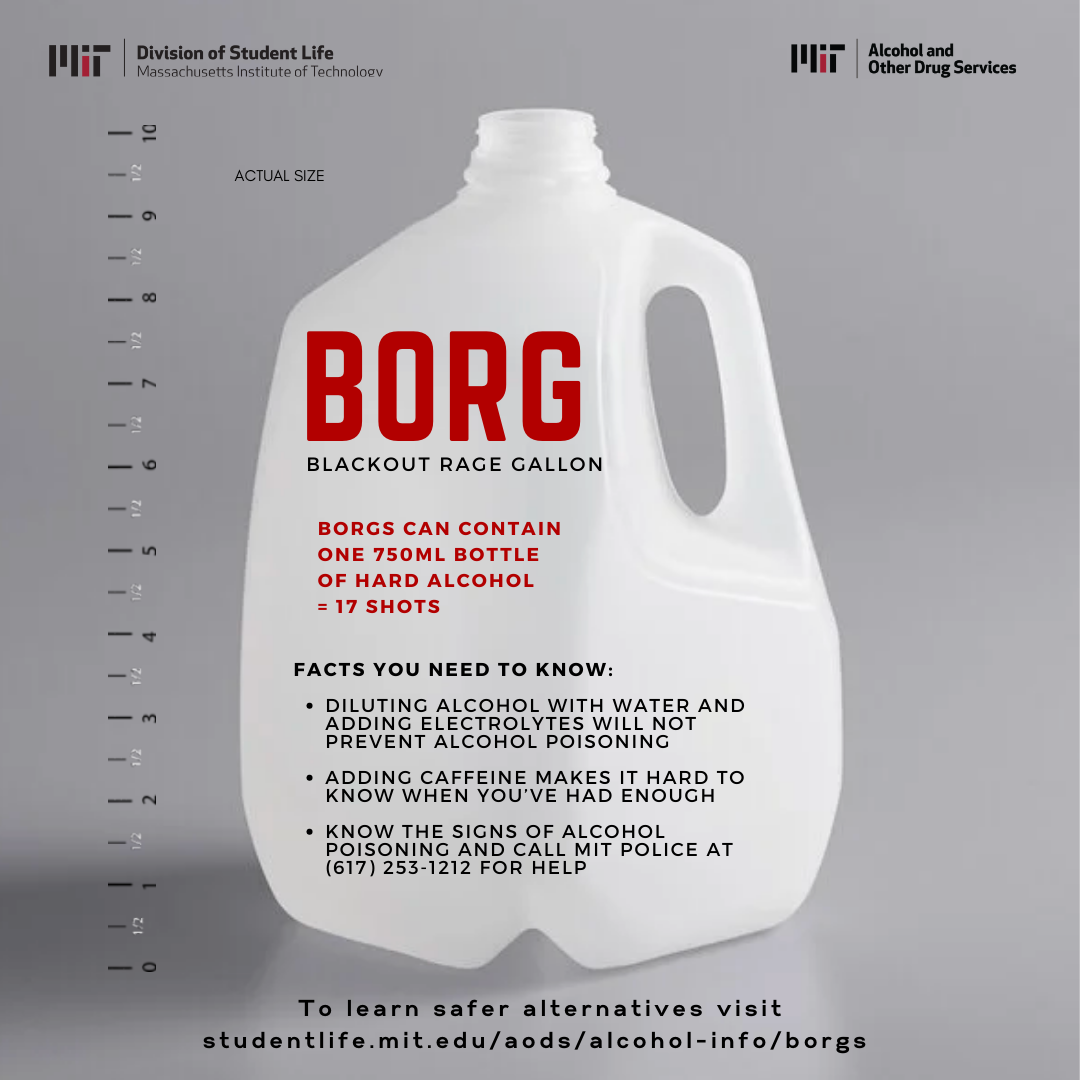 MIT
Division of Student Life
Massachusetts Institute of Technology
MIT
Alcohol and
Other Drug Services
10
1/2
ACTUAL SIZE
9
1/2
8
1/2
7
1/2
6
1/2
5
1/2
4
1/2
3
1/2
2
1/2
1
1/2
0
BORG
BLACKOUT RAGE GALLON
BORGS CAN CONTAIN
ONE 750ML BOTTLE
OF HARD ALCOHOL
= 17 SHOTS
FACTS YOU NEED TO KNOW:
• DILUTING ALCOHOL WITH WATER AND
ADDING ELECTROLYTES WILL NOT
PREVENT ALCOHOL POISONING
• ADDING CAFFEINE MAKES IT HARD TO
KNOW WHEN YOU'VE HAD ENOUGH
• KNOW THE SIGNS OF ALCOHOL
POISONING AND CALL MIT POLICE AT
(617) 253-1212 FOR HELP
To learn safer alternatives visit
studentlife.mit.edu/aods/alcohol-info/borgs